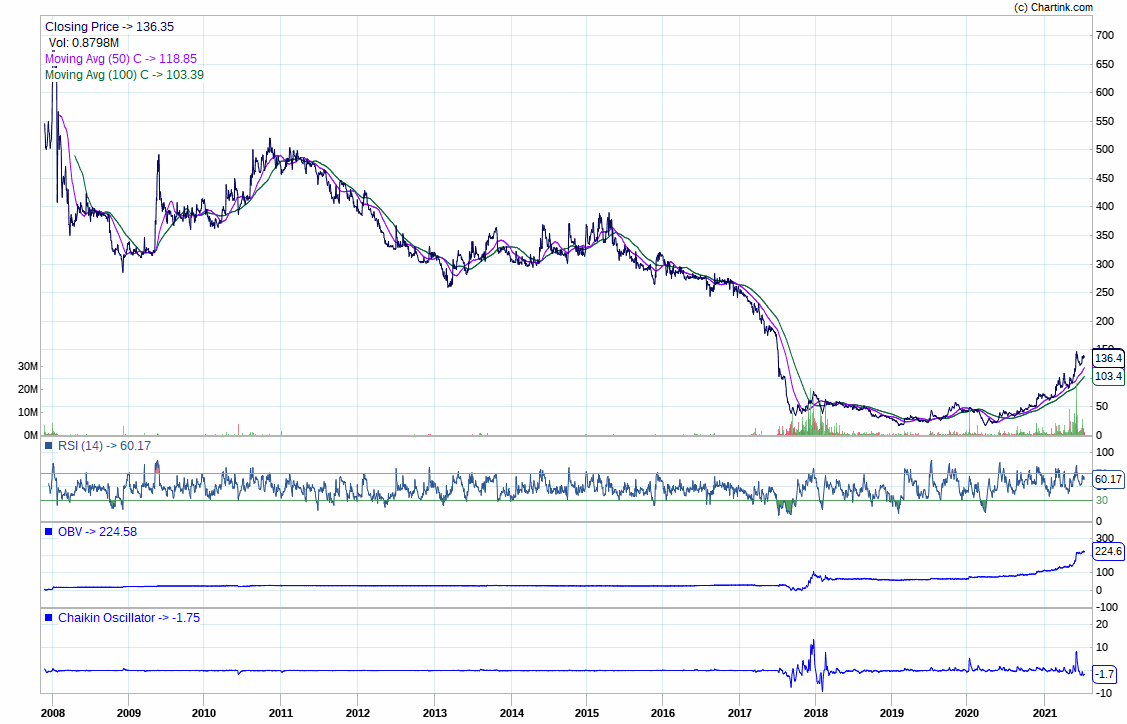 (c) Chartink.com
Closing Price -> 136.35
Vol: 0.8798M
Moving Avg (50) C -> 118.85
Moving Avg (100) C -> 103.39
700
650
600
550
500
450
400
350
300
250
200
150
136.4
103.4
50
0
30M
20M
10M
0M
RSI (14) -> 60.17
100
60.17
30
0
OBV -> 224.58
300
224.6
100
0
-100
Chaikin Oscillator -> -1.75
20
10
-1.7
-10
2008 2009 2010 2011 2012 2013 2014 2015 2016 2017 2018 2019 2020 2021